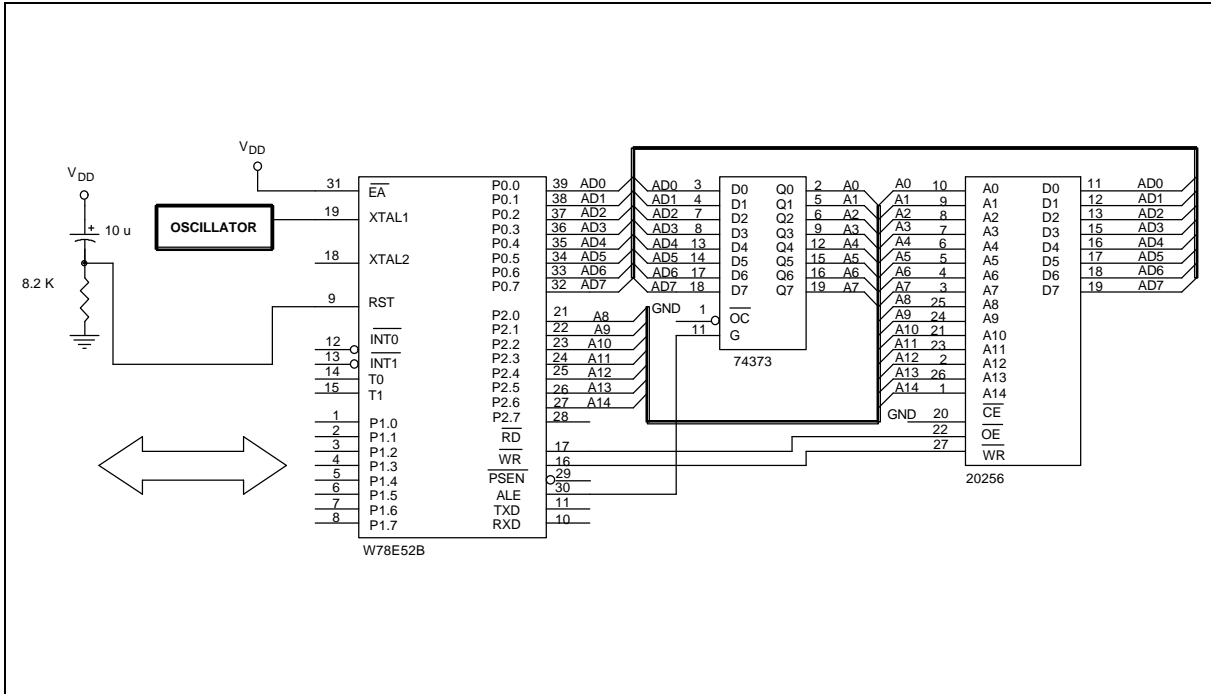 VDD
VDD
10 u
8.2 K
OSCILLATOR
31 EA
19 XTAL1
18 XTAL2
9 RST
12 INT0
13 INT1
14 T0
15 T1
1 P1.0
2 P1.1
3 P1.2
4 P1.3
5 P1.4
6 P1.5
7 P1.6
8 P1.7
P0.0 39 AD0
P0.1 38 AD1
P0.2 37 AD2
P0.3 36 AD3
P0.4 35 AD4
P0.5 34 AD5
P0.6 33 AD6
P0.7 32 AD7
P2.0 21 A8
P2.1 22 A9
P2.2 23 A10
P2.3 24 A11
P2.4 25 A12
P2.5 26 A13
P2.6 27 A14
P2.7 28
RD 17
WR 16
PSEN 29
ALE 30
TXD 11
RXD 10
W78E52B
AD0 3 D0 Q0 2 A0
AD1 4 D1 Q1 5 A1
AD2 7 D2 Q2 6 A2
AD3 8 D3 Q3 9 A3
AD4 13 D4 Q4 12 A4
AD5 14 D5 Q5 15 A5
AD6 17 D6 Q6 16 A6
AD7 18 D7 Q7 19 A7
GND 1 OC
11 G
74373
A0 10 A0 D0 11 AD0
A1 9 A1 D1 12 AD1
A2 8 A2 D2 13 AD2
A3 7 A3 D3 15 AD3
A4 6 A4 D4 16 AD4
A5 5 A5 D5 17 AD5
A6 4 A6 D6 18 AD6
A7 3 A7 D7 19 AD7
A8 25 A8
A9 24 A9
A10 21 A10
A11 23 A11
A12 2 A12
A13 26 A13
A14 1 A14
GND 20 CE
22 OE
27 WR
20256